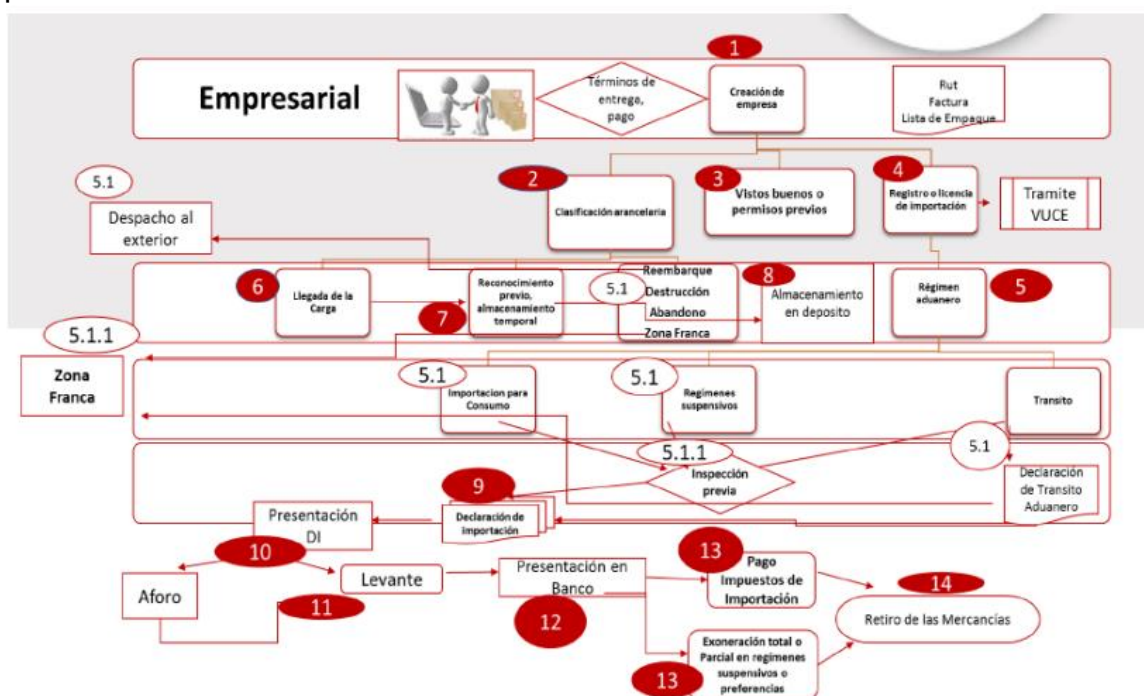 1
Empresarial
Términos de
entrege,
pago
Creación de
empresa
Rut
Factura
Lista de Empaque
5.1
Despacho al
exterior
2
Clasificación arancelaria
3
Vistos buenos o
permisos previos
4
Registro o licencia
de importación
Tramite
VUCE
6
Llegada de la
Carga
7
Reconocimiento
previo,
almacenamiento
temporal
5.1
Reembarque
Destrucción
Abandono
Zona Franca
8
Almacenamiento
en deposito
Régimen
aduanero
5
5.1.1
Zona
Franca
5.1
Importacion para
Consumo
5.1
Regímenes
suspensivos
Transito
5.1
5.1.1
Inspección
previa
Declaración
de Transito
Aduanero
9
Declaración de
importación
Presentación
DI
10
Aforo
11
Levante
Presentación en
Banco
12
13
Pago
Impuestos de
Importación
13
Exoneración total o
Parcial en regímenes
suspensivos o
preferencias
14
Retiro de las Mercancías